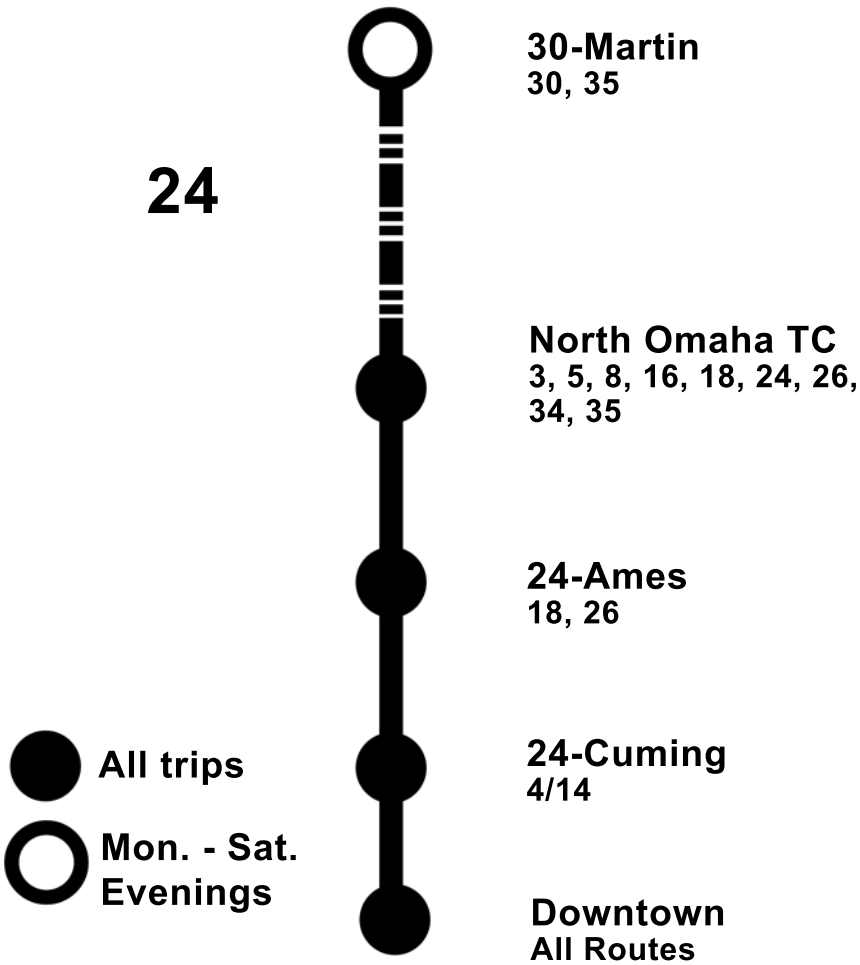 30-Martin
30, 35
24
North Omaha TC
3, 5, 8, 16, 18, 24, 26,
34, 35
24-Ames
18, 26
24-Cuming
4/14
All trips
Mon. - Sat.
Evenings
Downtown
All Routes